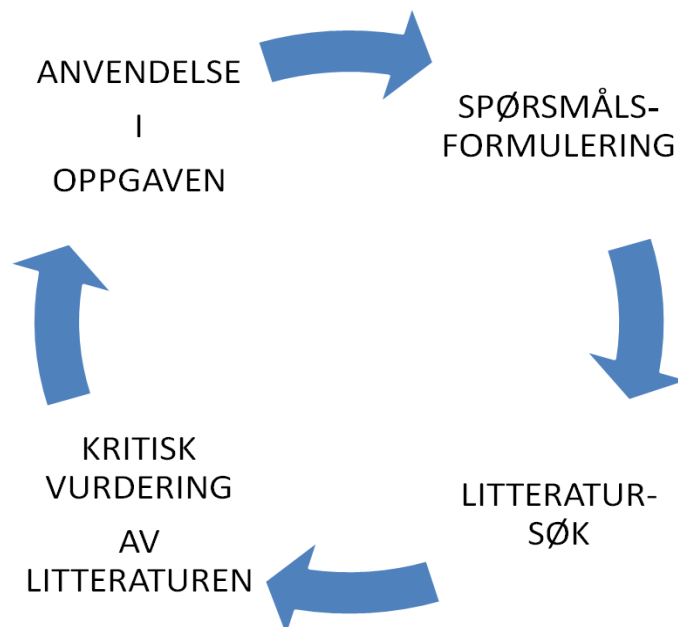 ANVENDELSE
I
OPPGAVEN
SPØRSMÅLS-
FORMULERING
LITTERATUR-
SØK
KRITISK
VURDERING
AV
LITTERATUREN